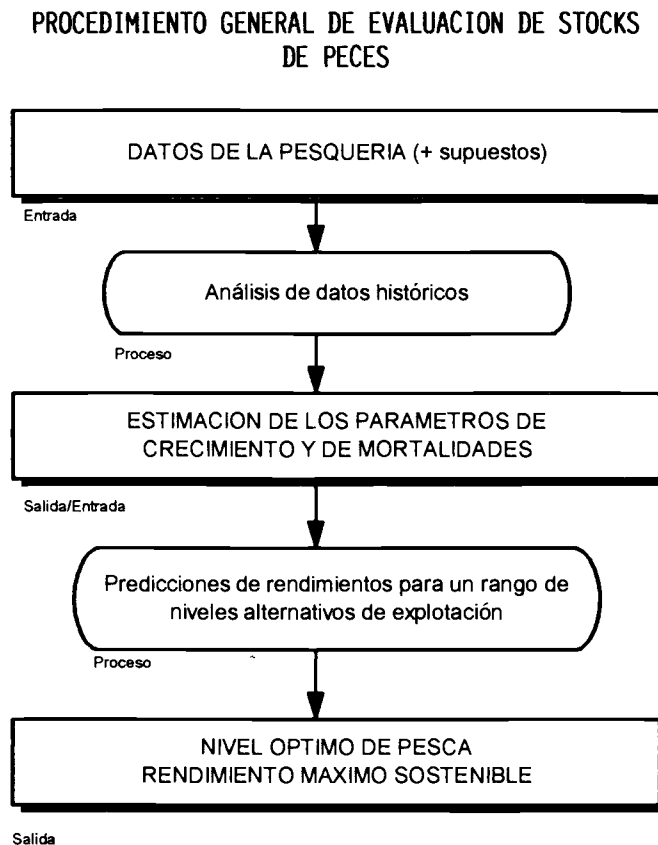 PROCEDIMIENTO GENERAL DE EVALUACION DE STOCKS
DE PECES
DATOS DE LA PESQUERIA (+ supuestos)
Entrada
Análisis de datos históricos
Proceso
ESTIMACION DE LOS PARAMETROS DE
CRECIMIENTO Y DE MORTALIDADES
Salida/Entrada
Predicciones de rendimientos para un rango de
niveles alternativos de explotación
Proceso
NIVEL OPTIMO DE PESCA
RENDIMIENTO MAXIMO SOSTENIBLE
Salida